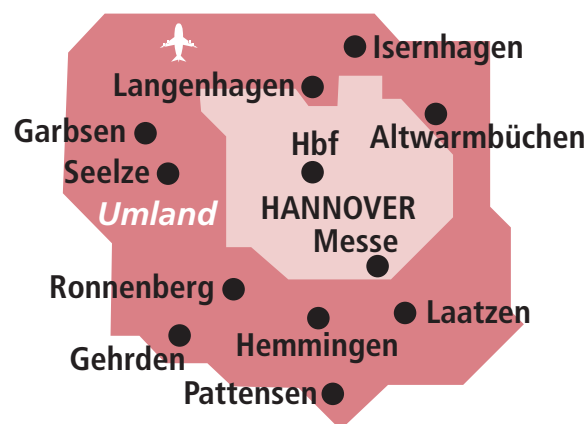 Isernhagen
Langenhagen
Garbsen
Altwarmbüchen
Hbf
Seelze
HANNOVER
Umland
Messe
Ronnenberg
Laatzen
Hemmingen
Gehrden
Pattensen